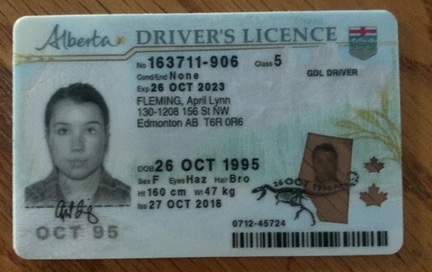 Alberta DRIVER'S LICENCE
No 163711-906 Class 5
Cond/End None GDL DRIVER
Exp 26 OCT 2023
FLEMING, April Lynn
130-1208 156 St NW
Edmonton AB T6R 0R6
DOB 26 OCT 1995
Sex F Eyes Haz Hair Bro
Ht 160 cm Wt 47 kg
Iss 27 OCT 2018
26 OCT 1995
OCT 95
0712-45724